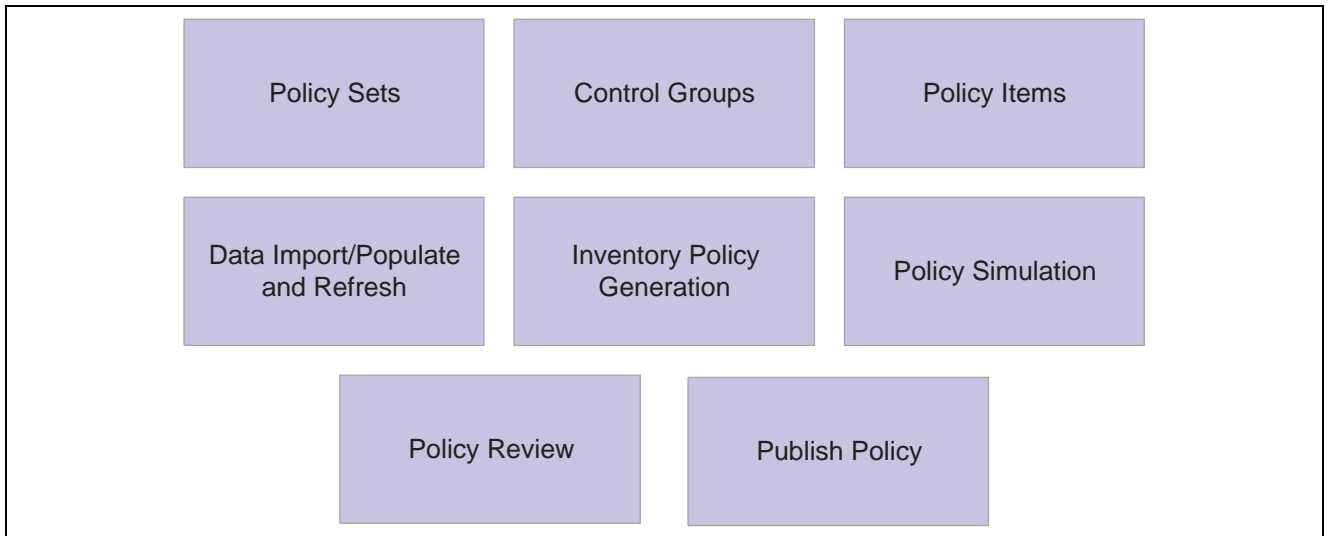 Policy Sets
Control Groups
Policy Items
Data Import/Populate
and Refresh
Inventory Policy
Generation
Policy Simulation
Policy Review
Publish Policy